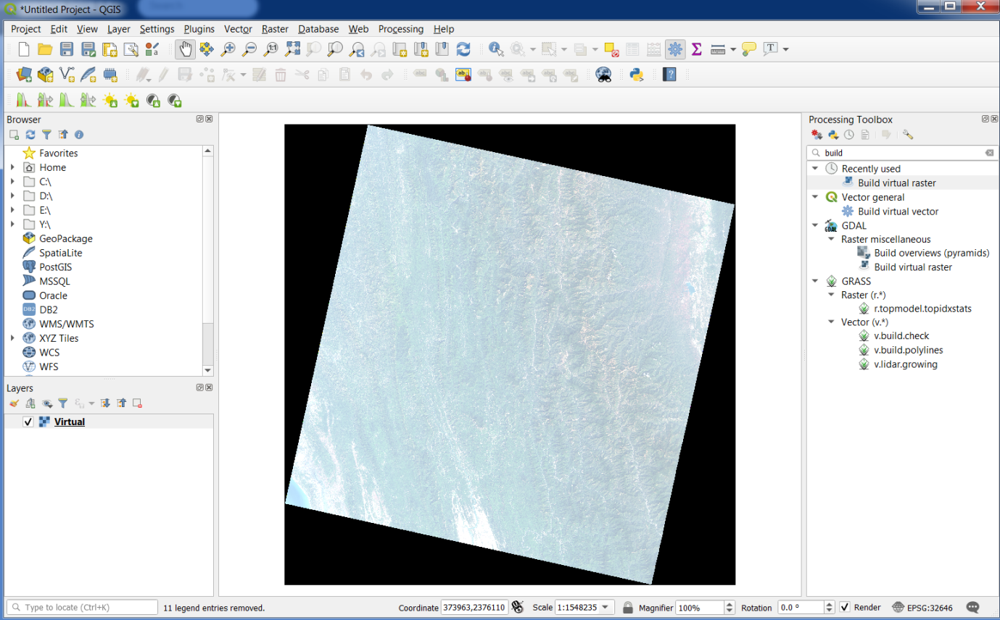 *Untitled Project - QGIS
Search
Project Edit View Layer Settings Plugins Vector Raster Database Web Processing Help
Browser
Favorites
Home
C:\
D:\
E:\
Y:\
GeoPackage
SpatiaLite
PostGIS
MSSQL
Oracle
DB2
DB2
WMS/WMTS
XYZ Tiles
WCS
WFS
Layers
Virtual
Processing Toolbox
build
Recently used
Build virtual raster
Vector general
Build virtual vector
GDAL
GDAL
Raster miscellaneous
Build overviews (pyramids)
Build virtual raster
GRASS
Raster (r.*)
r.topmodel.topidxstats
Vector (v.*)
v.build.check
v.build.polylines
v.lidar.growing
Type to locate (Ctrl+K) 11 legend entries removed. Coordinate 373963,2376110 Scale 1:1548235 Magnifier 100% Rotation 0.0 ° Render EPSG:32646